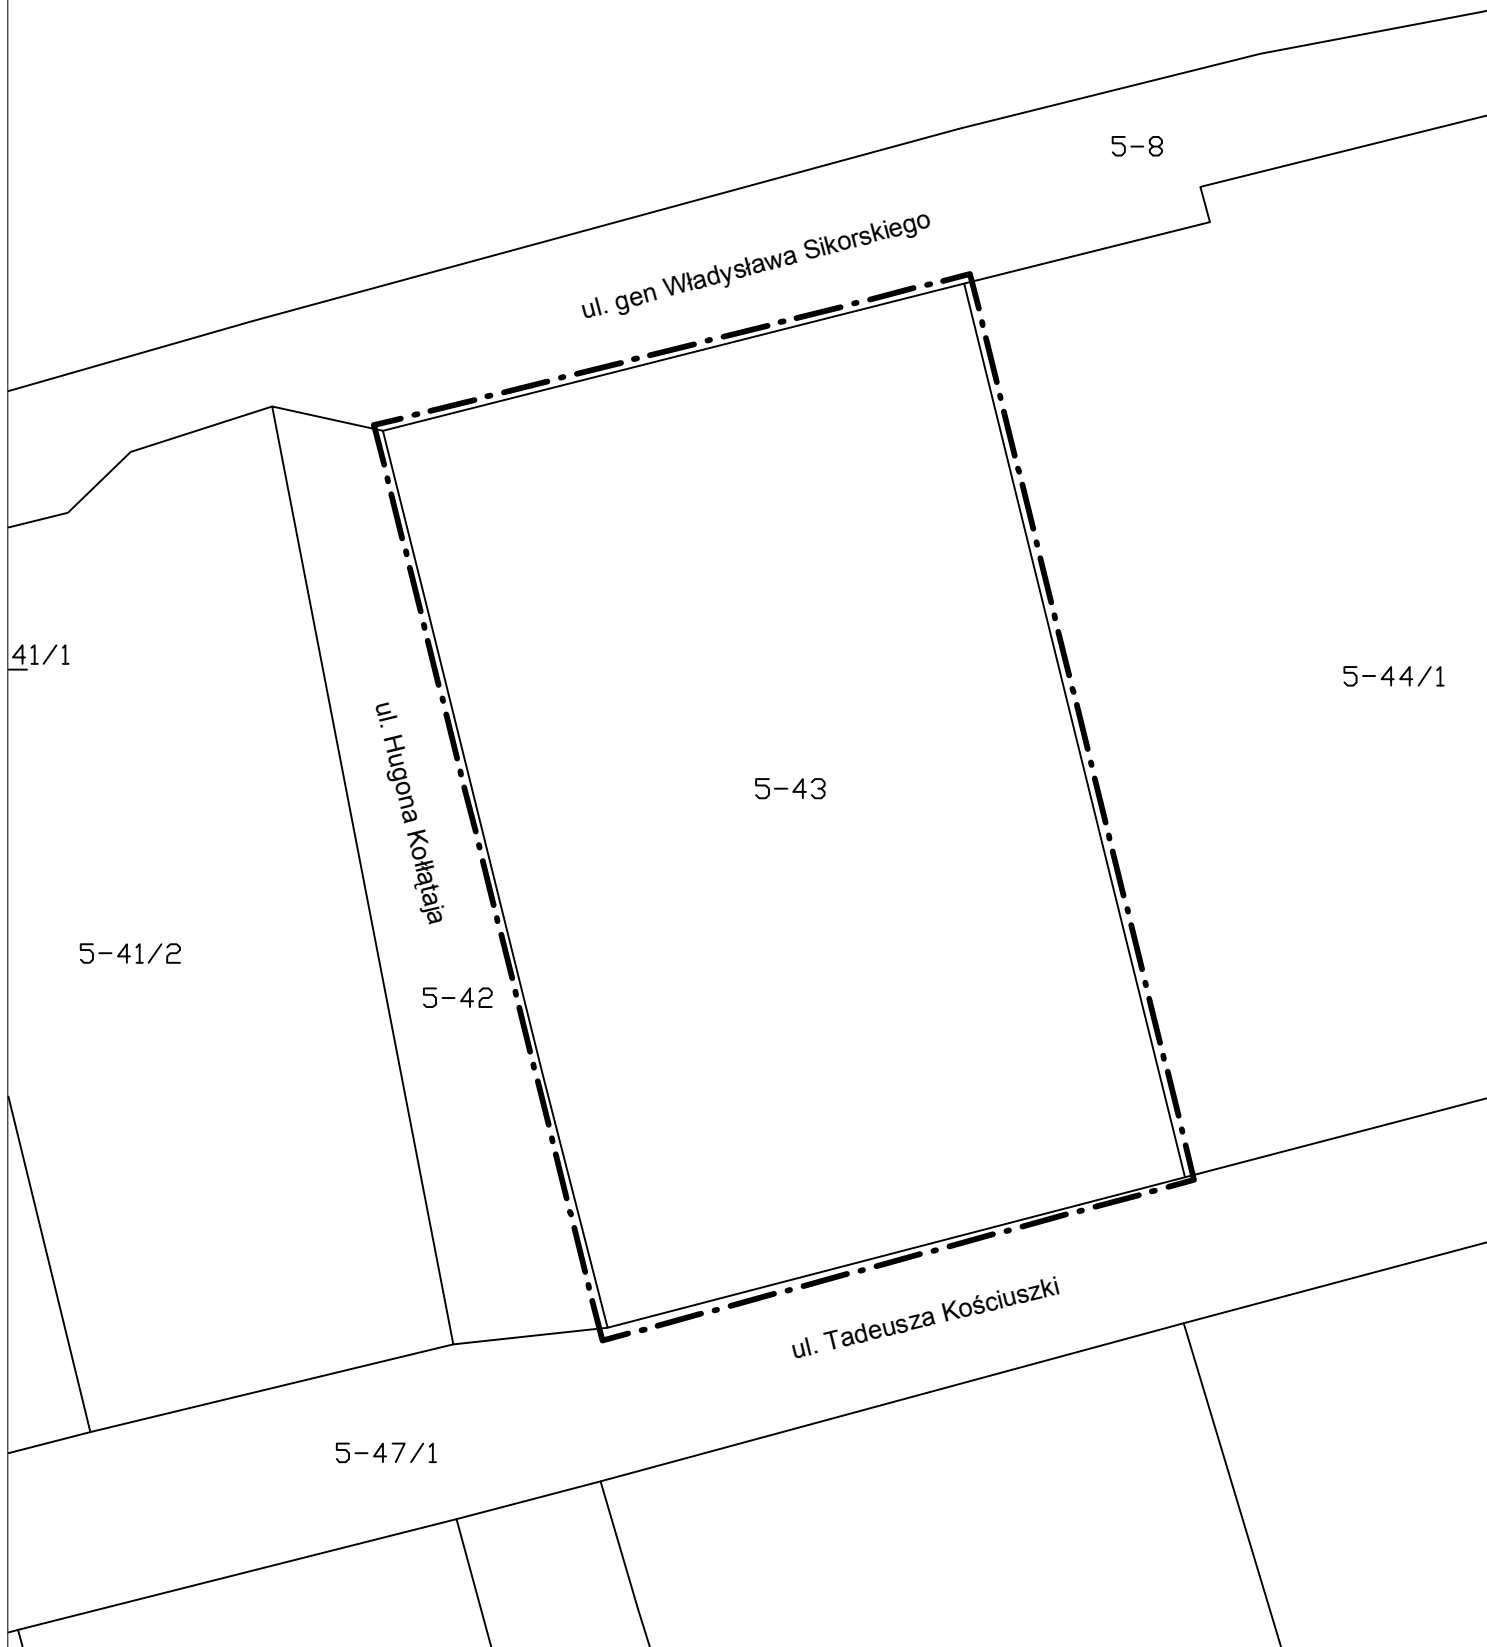 5-8
ul. gen Władysława Sikorskiego
41/1
5-44/1
ul. Hugona Kołłątaja
5-43
5-41/2
5-42
ul. Tadeusza Kościuszki
5-47/1